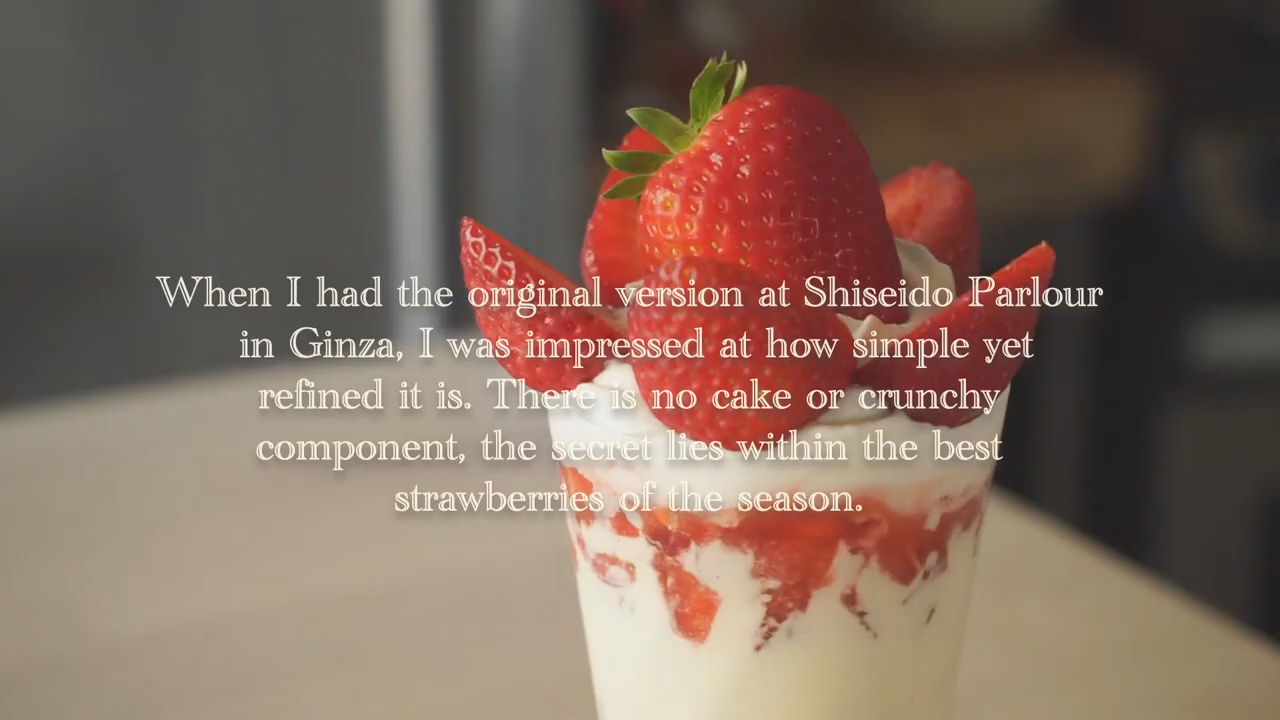 When I had the original version at Shiseido Parlour
in Ginza, I was impressed at how simple yet
refined it is. There is no cake or crunchy
component, the secret lies within the best
strawberries of the season.